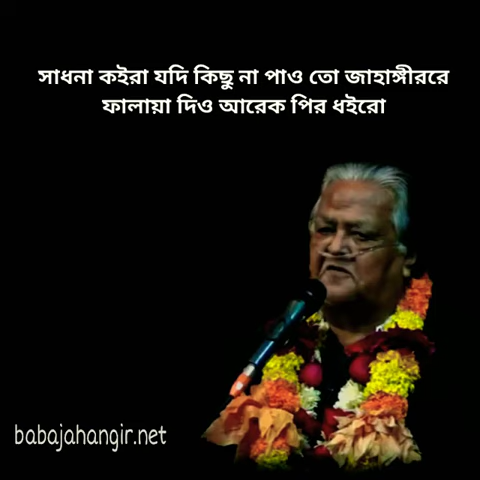 সাধনা কইরা যদি কিছু না পাও তো জাহাঙ্গীররে
ফালায়া দিও আরেক পির ধইরো
babajahangir.net